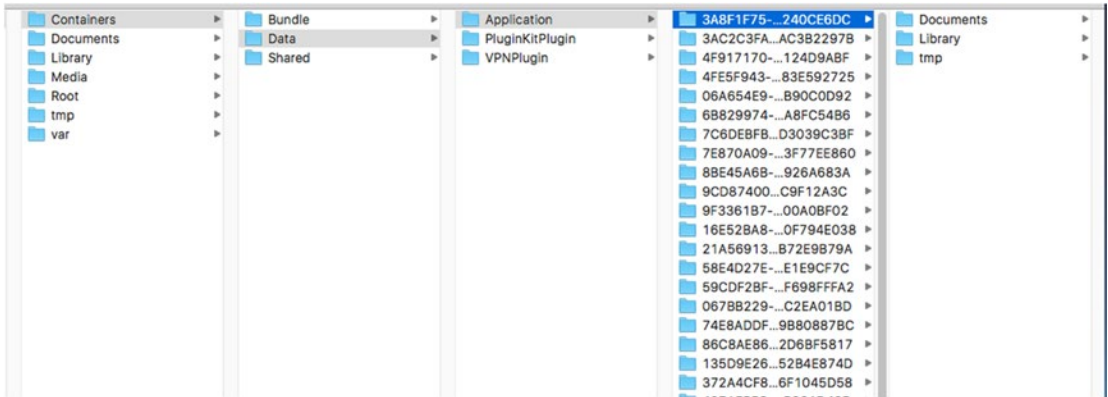 Containers
Documents
Library
Media
Root
tmp
var
Bundle
Data
Shared
Application
PluginKitPlugin
VPNPlugin
3A8F1F75-...240CE6DC
3AC2C3FA...AC3B2297B
4F917170-...124D9ABF
4FE5F943-...83E592725
06A654E9-...B90C0D92
6B829974-...A8FC54B6
7C6DEBFB...D3039C3BF
7E870A09-...3F77EE860
8BE45A6B-...926A683A
9CD87400...C9F12A3C
9F3361B7-...00A0BF02
16E52BA8-...0F794E038
21A56913...B72E9B79A
58E4D27E-...E1E9CF7C
59CDF2BF-...F698FFFA2
067BB229-...C2EA01BD
74E8ADDF...9B80887BC
86C8AE86...2D6BF5817
135D9E26...52B4E874D
372A4CF8...6F1045D58
Documents
Library
tmp